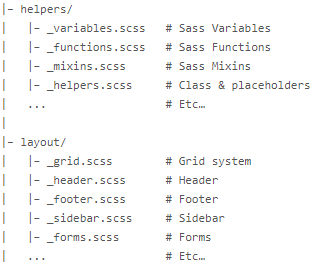 |- helpers/
|   |- _variables.scss   # Sass Variables
|   |- _functions.scss   # Sass Functions
|   |- _mixins.scss      # Sass Mixins
|   |- _helpers.scss     # Class & placeholders
|   ...                  # Etc…
|
|- layout/
|   |- _grid.scss        # Grid system
|   |- _header.scss      # Header
|   |- _footer.scss      # Footer
|   |- _sidebar.scss     # Sidebar
|   |- _forms.scss       # Forms
|   ...                  # Etc…